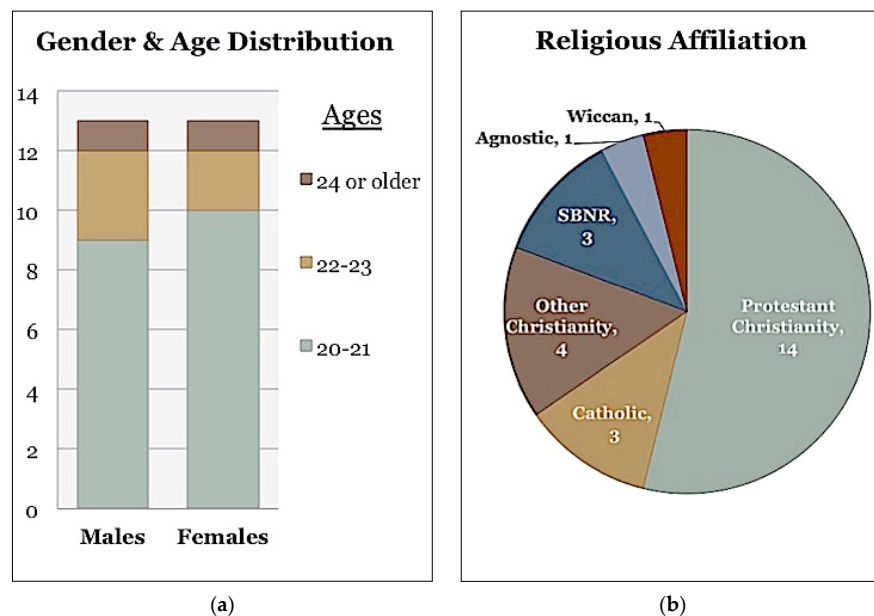 Gender & Age Distribution
14
12
10
8
6
4
2
0
Males
Females
Ages
24 or older
22-23
20-21
(a)
Religious Affiliation
Wiccan, 1
Agnostic, 1
SBNR,
3
Other
Christianity,
4
Catholic,
3
Protestant
Christianity,
14
(b)